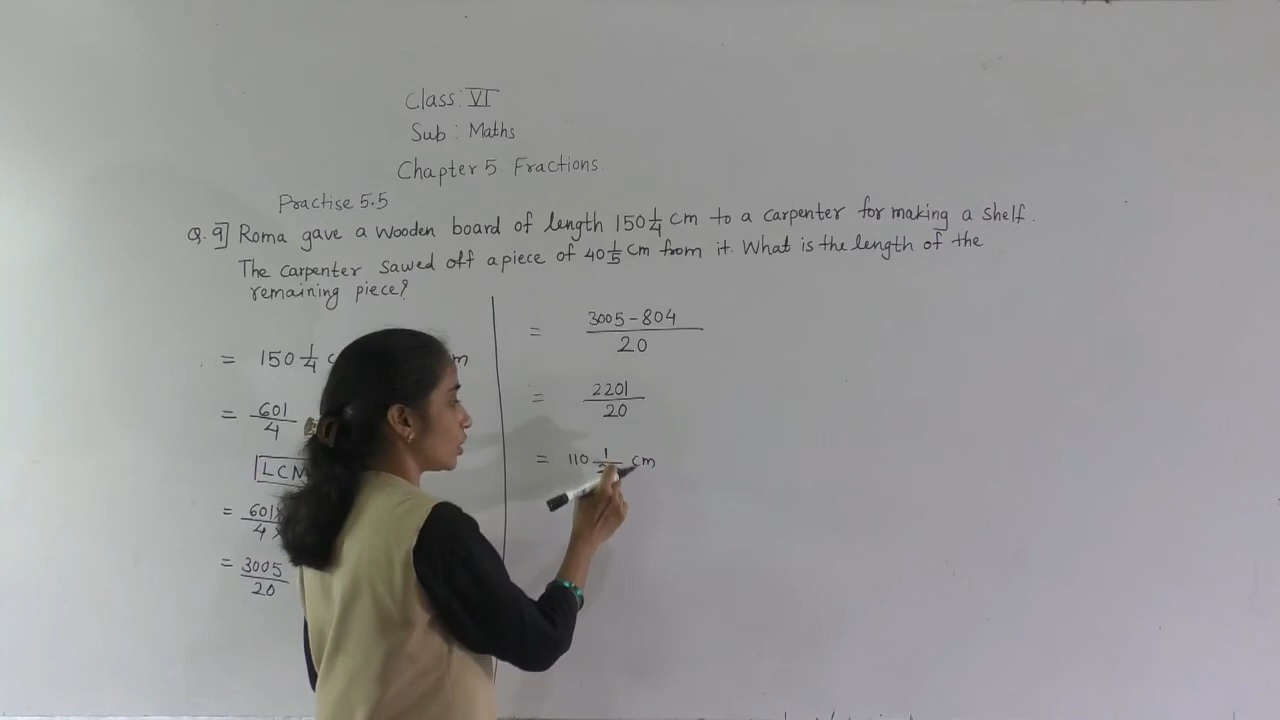 Class: VI
Sub: Maths
Chapter 5 Fractions.
Practise 5.5
Q. 9] Roma gave a wooden board of length 150 1/4 cm to a carpenter for making a shelf.
The carpenter sawed off a piece of 40 1/5 cm from it. What is the length of the
remaining piece?
= 150 1/4
= 601/4
LCM
= 601/4
= 3005/20
= 3005-804/20
= 2201/20
= 110 1/ cm